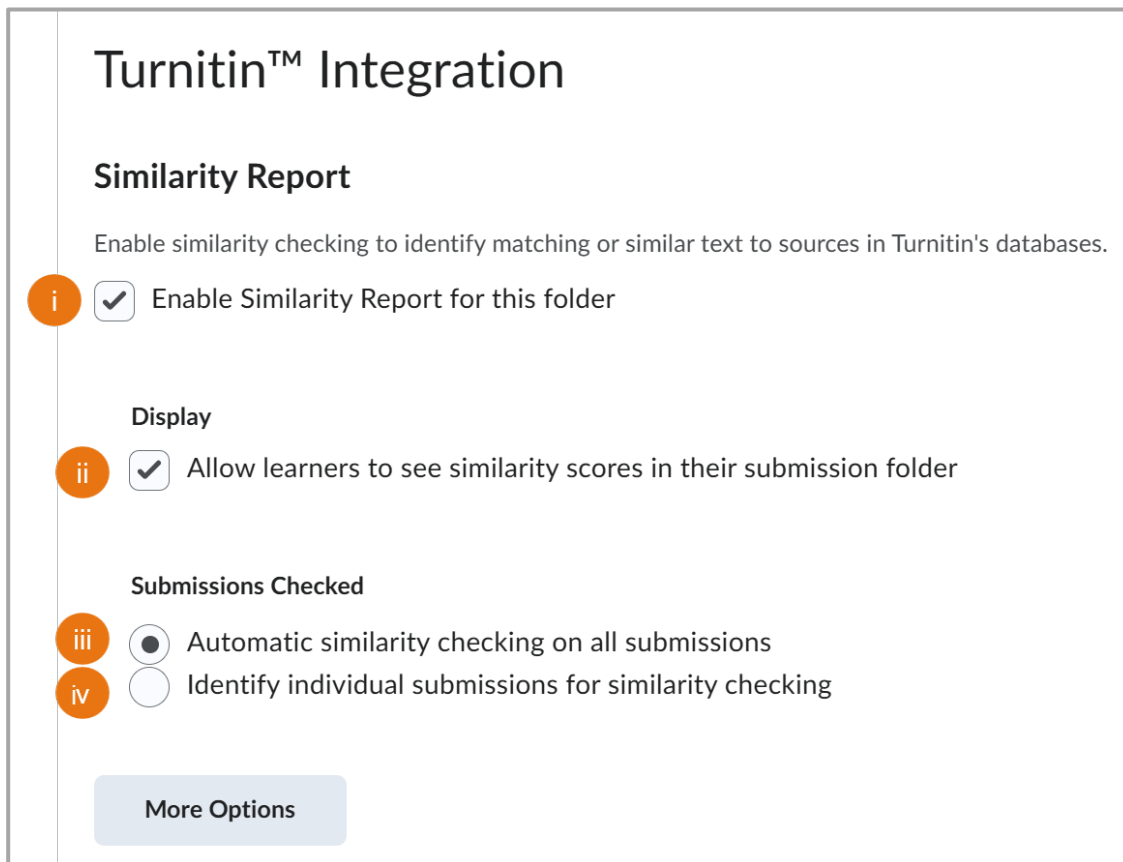 Turnitin™ Integration
Similarity Report
Enable similarity checking to identify matching or similar text to sources in Turnitin's databases.
i Enable Similarity Report for this folder
Display
ii Allow learners to see similarity scores in their submission folder
Submissions Checked
iii Automatic similarity checking on all submissions
iv Identify individual submissions for similarity checking
More Options